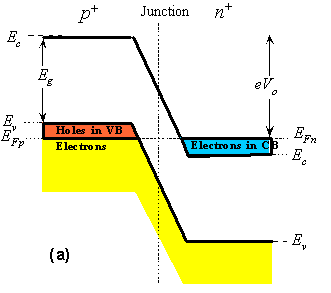 p+ Junction n+
Ec
Eg
eVo
Ev
Holes in VB
EFp
Electrons
Electrons in CB
EFn
Ec
Ev
(a)